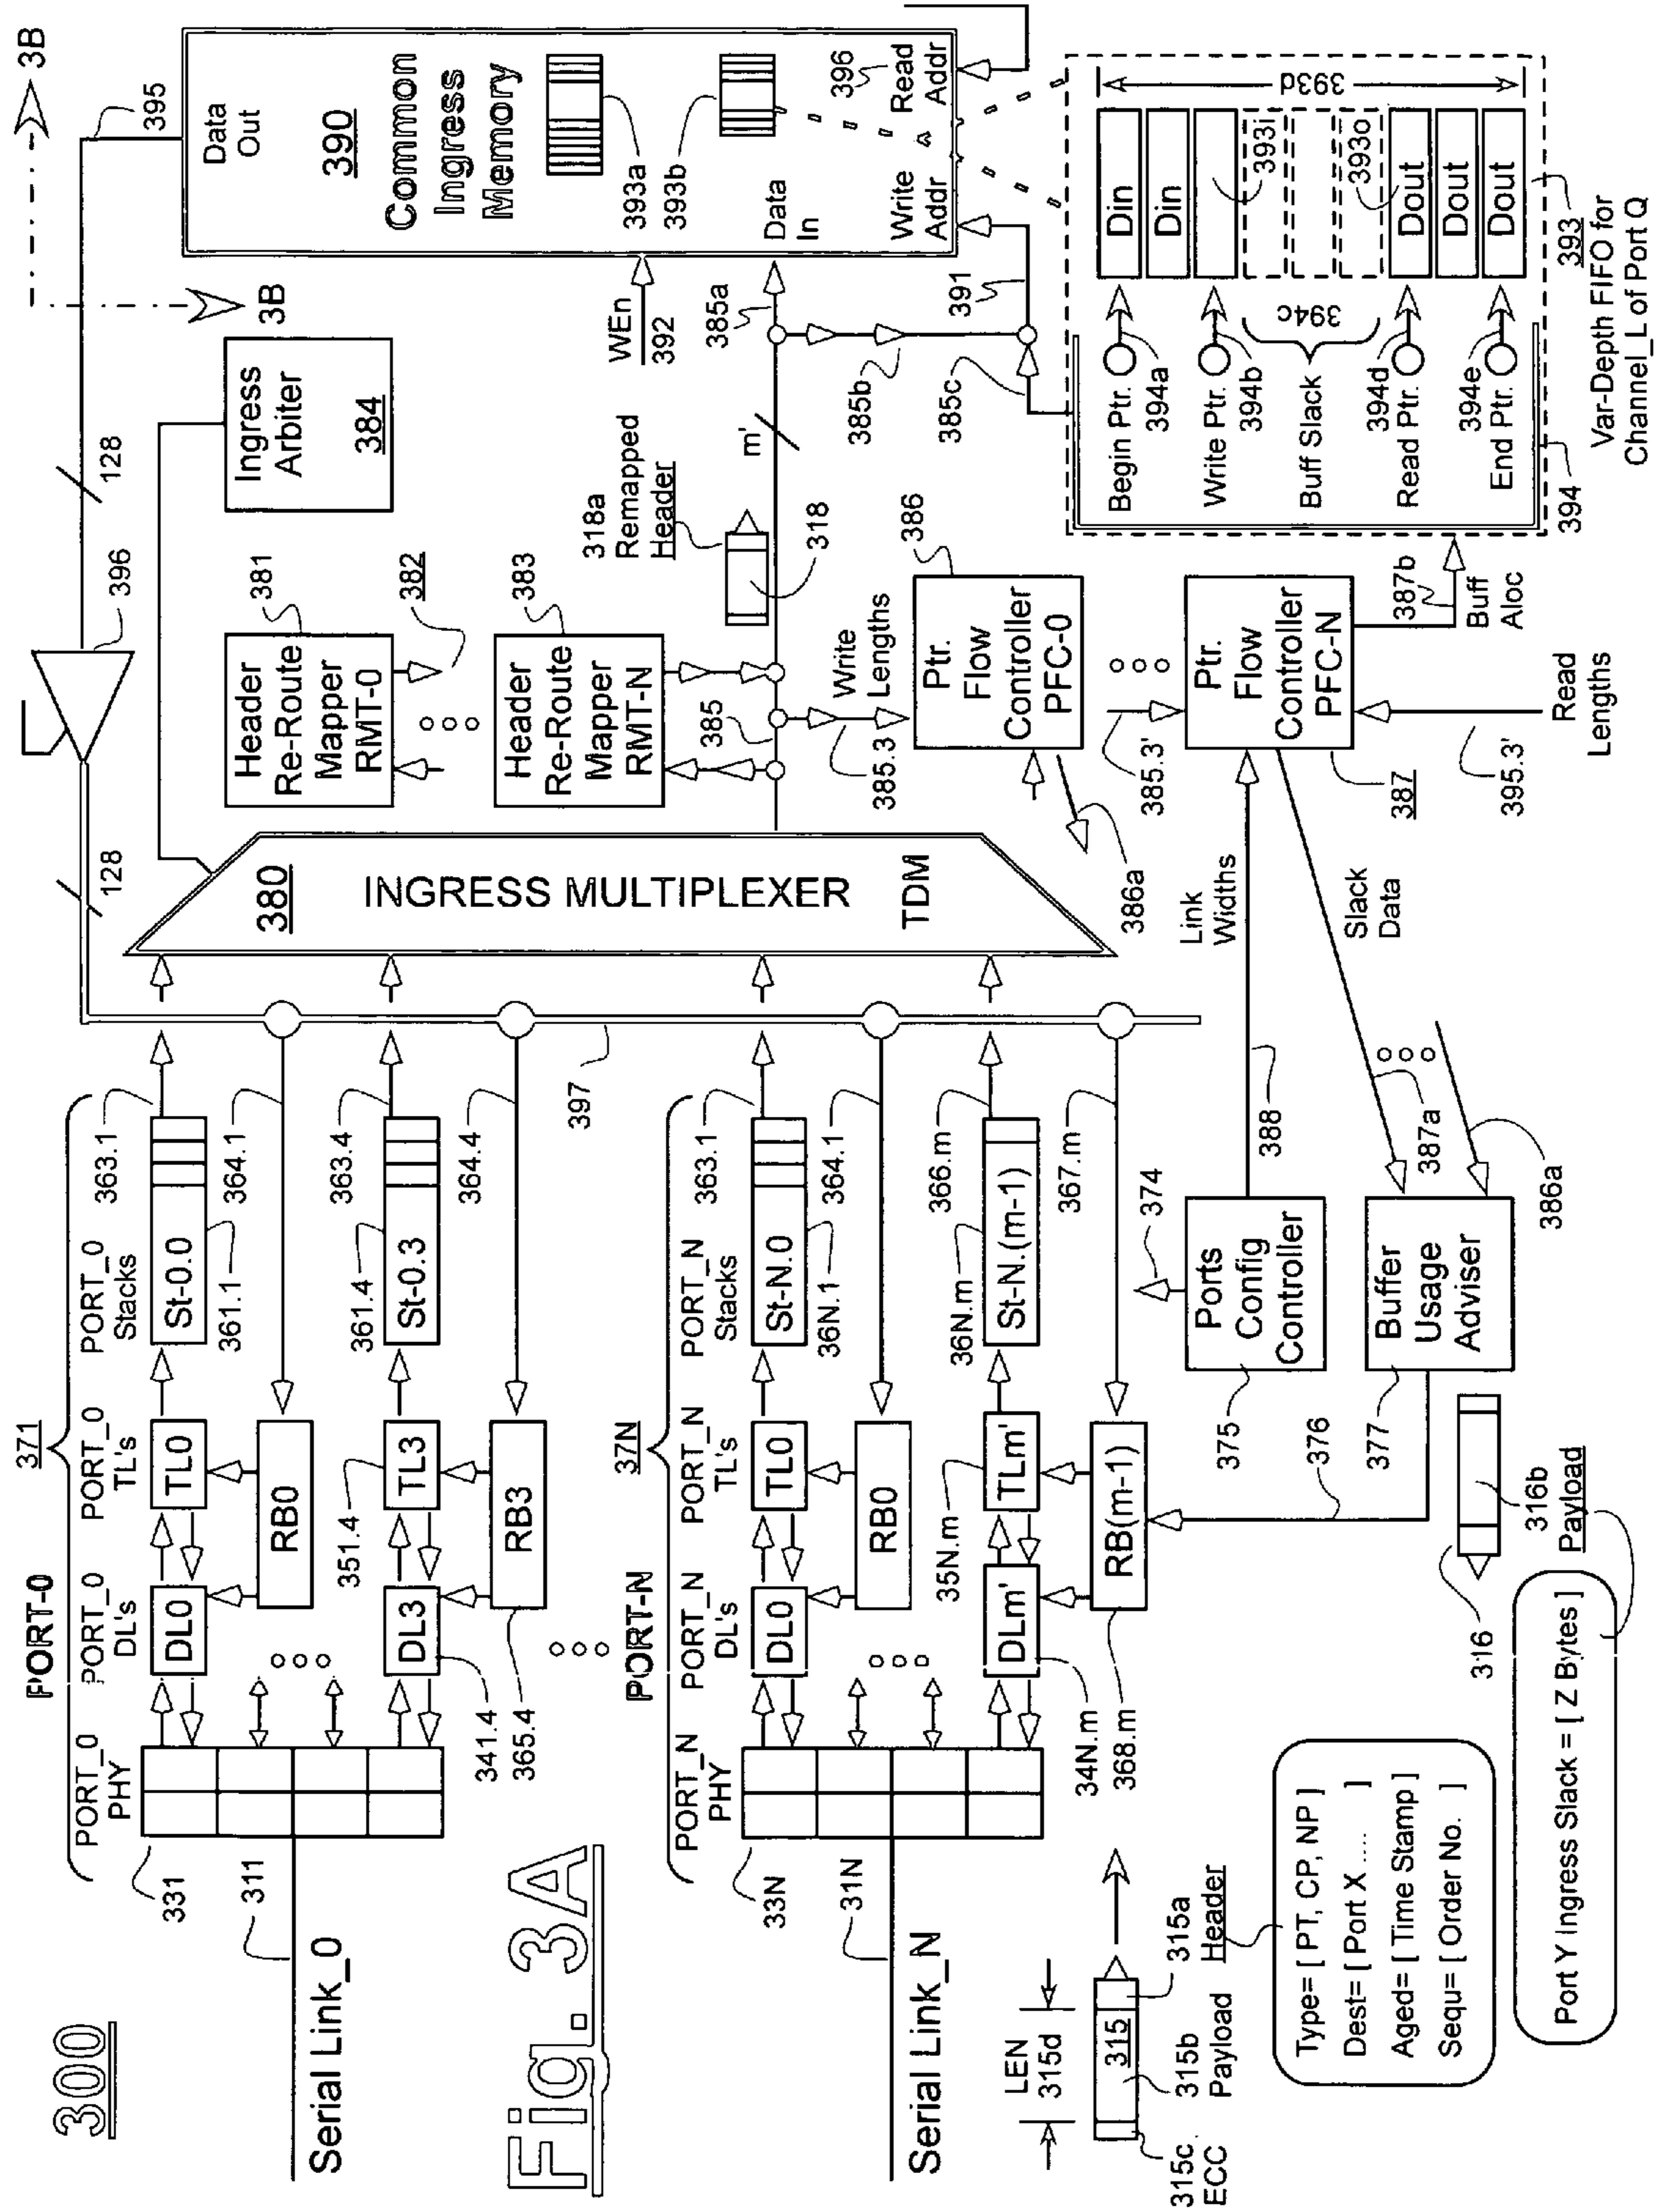 300
Fig. 3A
3B
3B
PORT-0
371
PORT_0
PHY
PORT_0
DL's
PORT_0
TL's
PORT_0
Stacks
331
311
Serial Link_0
DL0
TL0
St-0.0
363.1
361.1
364.1
RB0
351.4
DL3
TL3
St-0.3
361.4
363.4
364.4
RB3
341.4
365.4
397
PORT-N
37N
PORT_N
PHY
PORT_N
DL's
PORT_N
TL's
PORT_N
Stacks
33N
31N
Serial Link_N
DL0
TL0
St-N.0
363.1
36N.1
364.1
RB0
35N.m
DLm'
TLm'
St-N.(m-1)
36N.m
366.m
367.m
RB(m-1)
34N.m
368.m
128
128
396
395
380
INGRESS MULTIPLEXER
TDM
Ingress
Arbiter
384
Header
Re-Route
Mapper
RMT-0
381
382
Header
Re-Route
Mapper
RMT-N
383
385
318a
Remapped
Header
318
m'
Write
Lengths
385.3
Ptr.
Flow
Controller
PFC-0
386
386a
385.3'
Ptr.
Flow
Controller
PFC-N
387
387b
Buff
Aloc
395.3'
Read
Lengths
Link
Widths
388
Slack
Data
387a
386a
374
Ports
Config
Controller
375
Buffer
Usage
Adviser
377
376
Data
Out
390
Common
Ingress
Memory
393a
393b
WEn
392
Data
In
385a
Write
Addr
396
Read
Addr
385b
385c
391
Begin Ptr.
394a
Write Ptr.
394b
Buff Slack
394c
Read Ptr.
394d
End Ptr.
394e
Din
Din
393i
393o
Dout
Dout
Dout
393d
394
393
Var-Depth FIFO for
Channel_L of Port Q
LEN
315d
315
315a
Header
315b
Payload
315c
ECC
Type= [ PT, CP, NP ]
Dest= [ Port X .... ]
Aged= [ Time Stamp ]
Sequ= [ Order No. ]
316
316b
Payload
Port Y Ingress Slack = [ Z Bytes ]